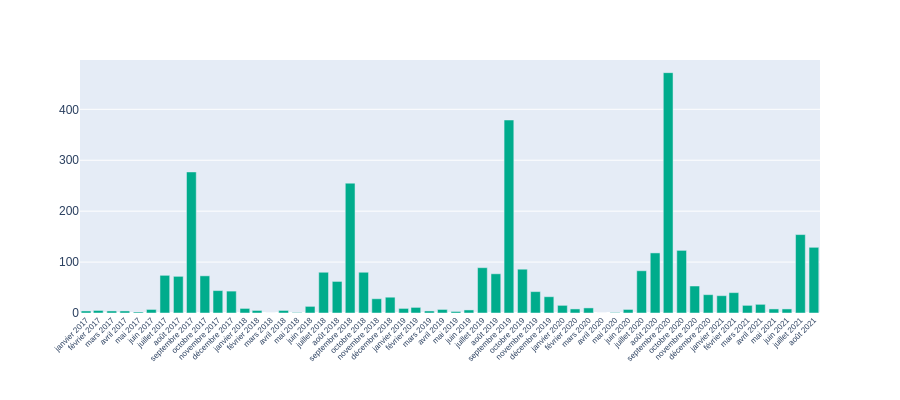 400
300
200
100
0
janvier 2017
février 2017
mars 2017
avril 2017
mai 2017
juin 2017
juillet 2017
août 2017
septembre 2017
octobre 2017
novembre 2017
décembre 2017
janvier 2018
février 2018
mars 2018
avril 2018
mai 2018
juin 2018
juillet 2018
août 2018
septembre 2018
octobre 2018
novembre 2018
décembre 2018
janvier 2019
février 2019
mars 2019
avril 2019
mai 2019
juin 2019
juillet 2019
août 2019
septembre 2019
octobre 2019
novembre 2019
décembre 2019
janvier 2020
février 2020
mars 2020
avril 2020
mai 2020
juin 2020
juillet 2020
août 2020
septembre 2020
octobre 2020
novembre 2020
décembre 2020
janvier 2021
février 2021
mars 2021
avril 2021
mai 2021
juin 2021
juillet 2021
août 2021